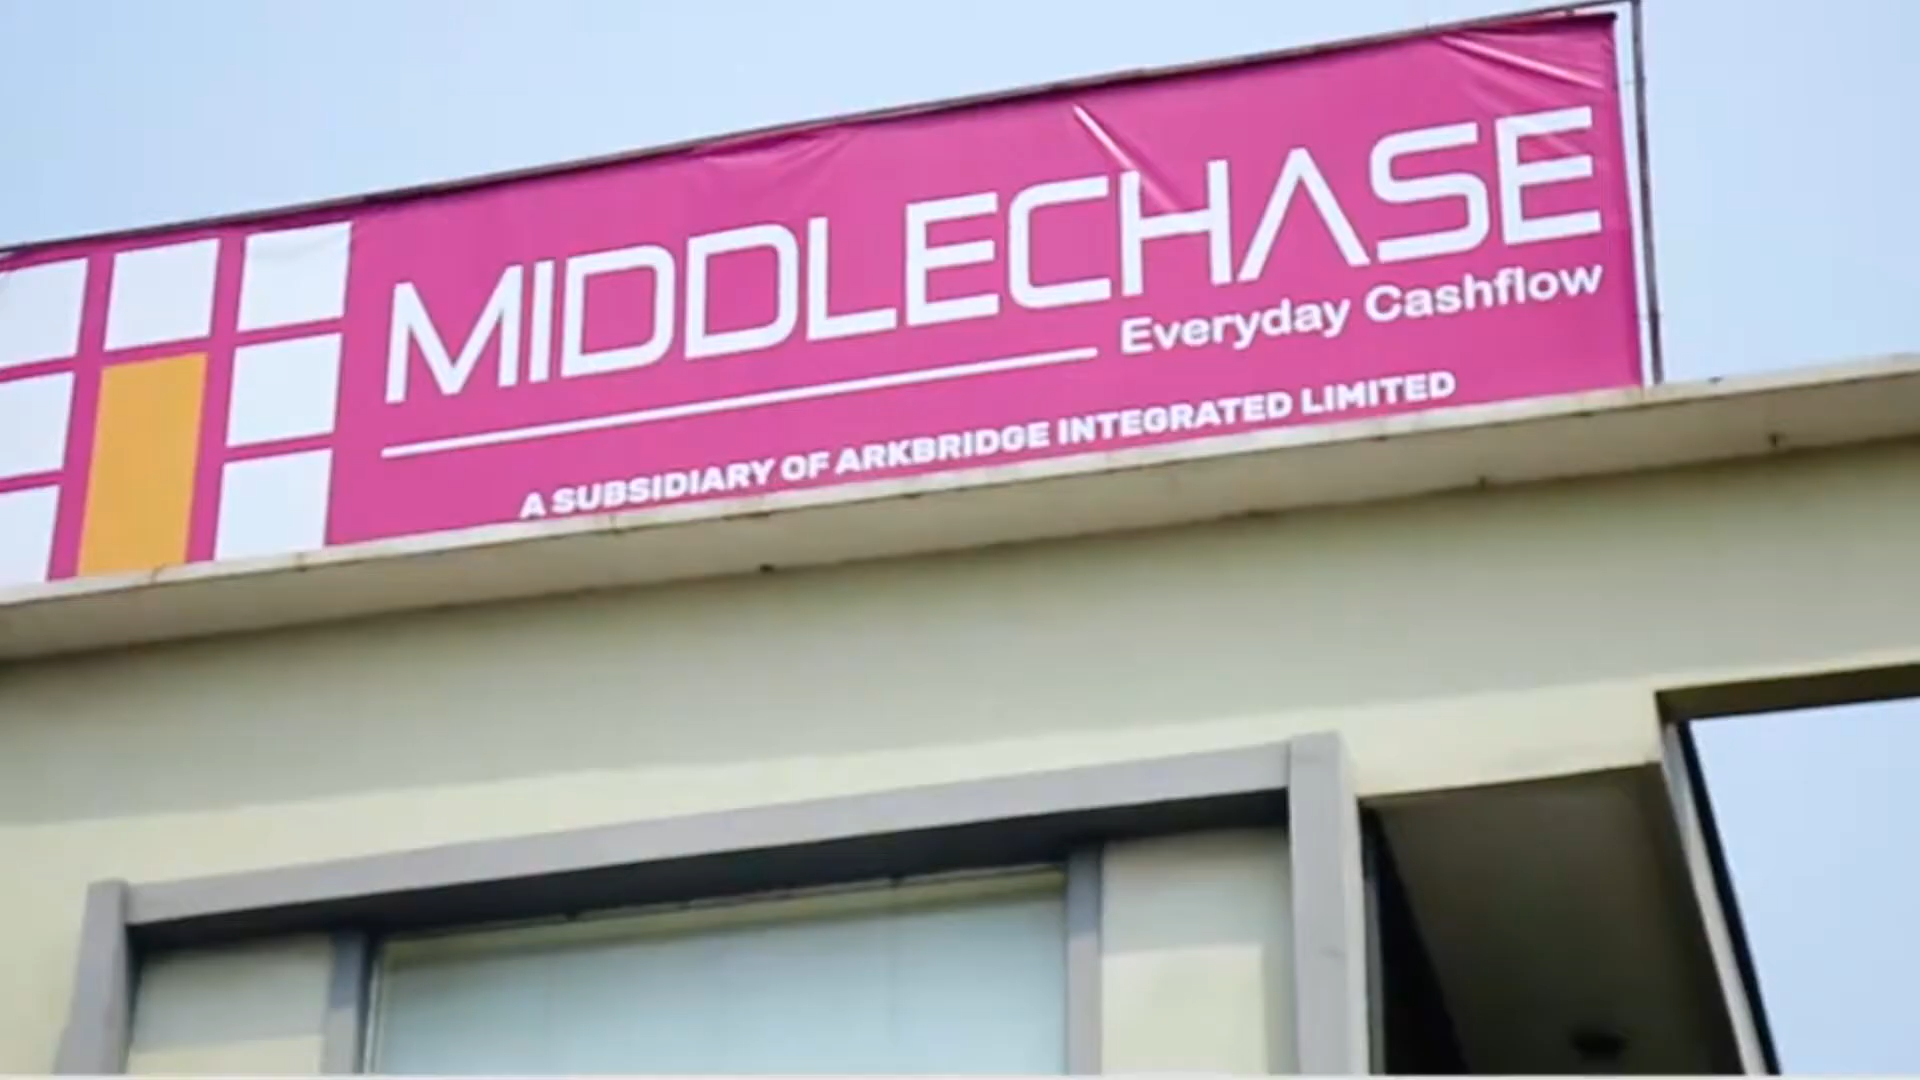 MIDDLECHASE
Everyday Cashflow
A SUBSIDIARY OF ARKBRIDGE INTEGRATED LIMITED